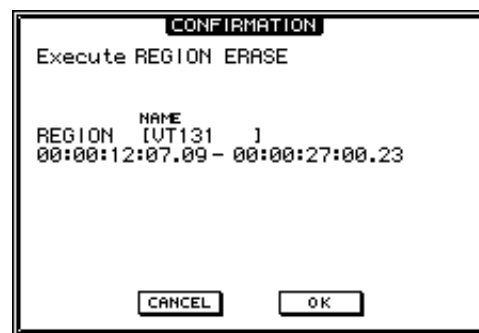 CONFIRMATION
Execute REGION ERASE
NAME
REGION [VT131 ]
00:00:12:07.09 - 00:00:27:00.23
CANCEL OK